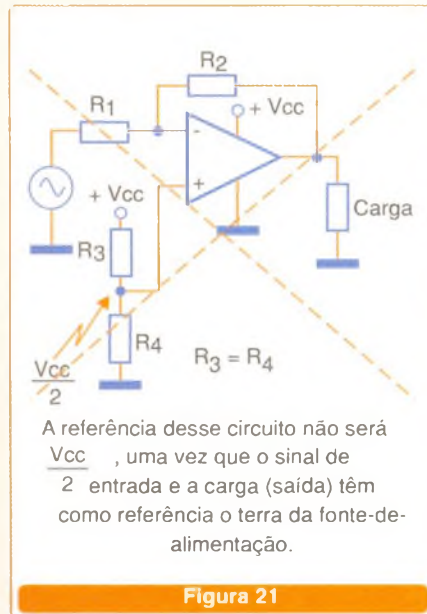 R2
R1
+ Vcc
-
+ Vcc
+
Carga
R3
R4
R3 = R4
Vcc
2
A referência desse circuito não será
Vcc , uma vez que o sinal de
2 entrada e a carga (saída) têm
como referência o terra da fonte-de-
alimentação.
Figura 21